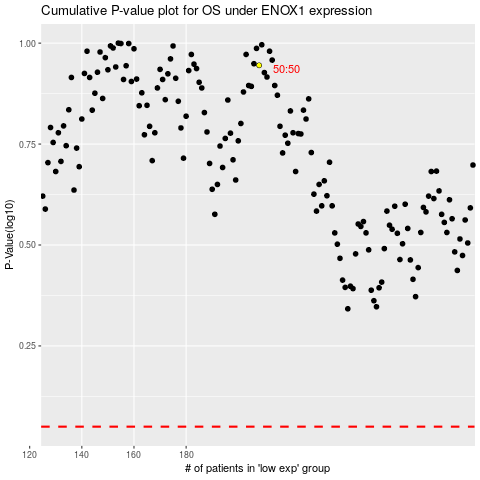 Cumulative P-value plot for OS under ENOX1 expression
1.00
50:50
0.75
P-Value(log10)
0.50
0.25
120 125 140 160 180
# of patients in 'low exp' group